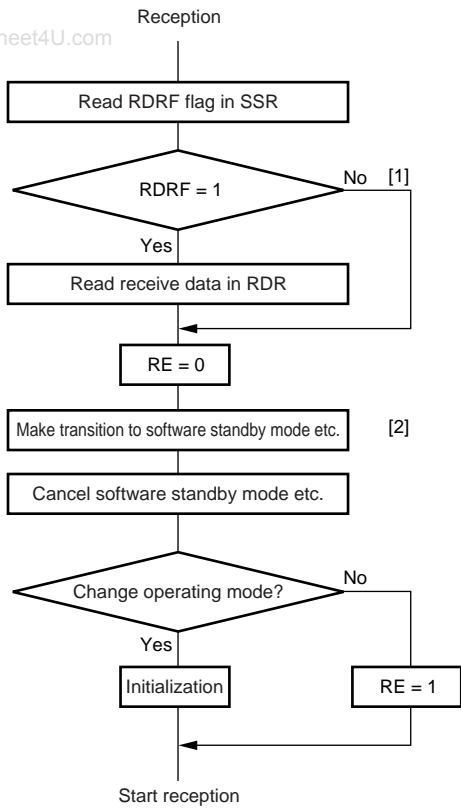 Reception
heet4U.com
Read RDRF flag in SSR
RDRF = 1
No [1]
Yes
Read receive data in RDR
RE = 0
Make transition to software standby mode etc. [2]
Cancel software standby mode etc.
Change operating mode?
No
Yes
Initialization
RE = 1
Start reception